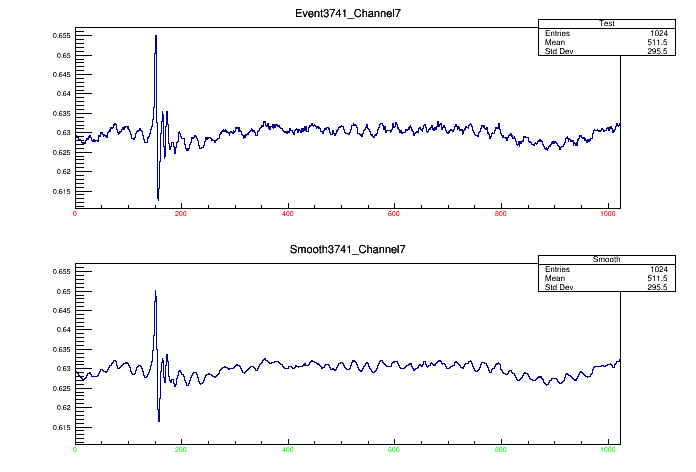 Event3741_Channel7
Test
Entries 1024
Mean 511.5
Std Dev 295.5
0.655
0.65
0.645
0.64
0.635
0.63
0.625
0.62
0.615
0 200 400 600 800 1000
Smooth3741_Channel7
Smooth
Entries 1024
Mean 511.5
Std Dev 295.5
0.655
0.65
0.645
0.64
0.635
0.63
0.625
0.62
0.615
0 200 400 600 800 1000